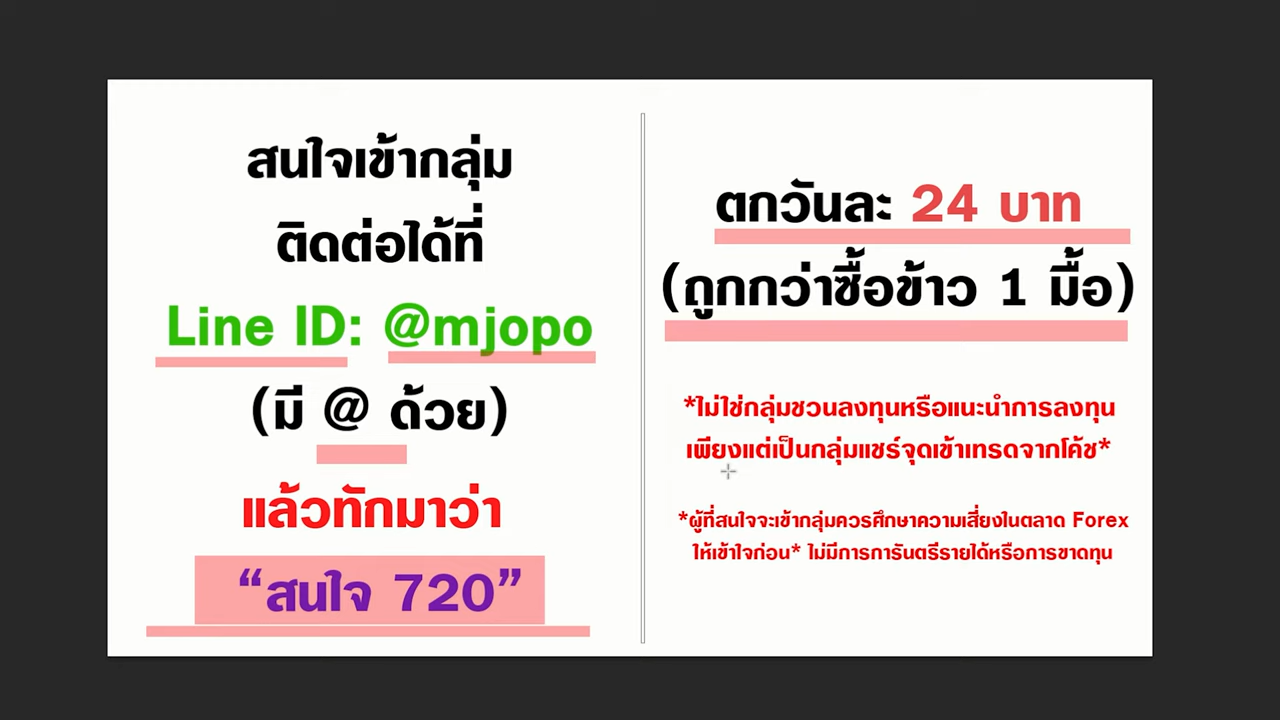 สนใจเข้ากลุ่ม
ติดต่อได้ที่
Line ID: @mjopo
(มี @ ด้วย)
แล้วทักมาว่า
“สนใจ 720”
ตกวันละ 24 บาท
(ถูกกว่าซื้อข้าว 1 มื้อ)
*ไม่ใช่กลุ่มชวนลงทุนหรือแนะนำการลงทุน
เพียงแต่เป็นกลุ่มแชร์จุดเข้าเทรดจากโค้ช*
*ผู้ที่สนใจจะเข้ากลุ่มควรศึกษาความเสี่ยงในตลาด Forex
ให้เข้าใจก่อน* ไม่มีการการันตรีรายได้หรือการขาดทุน